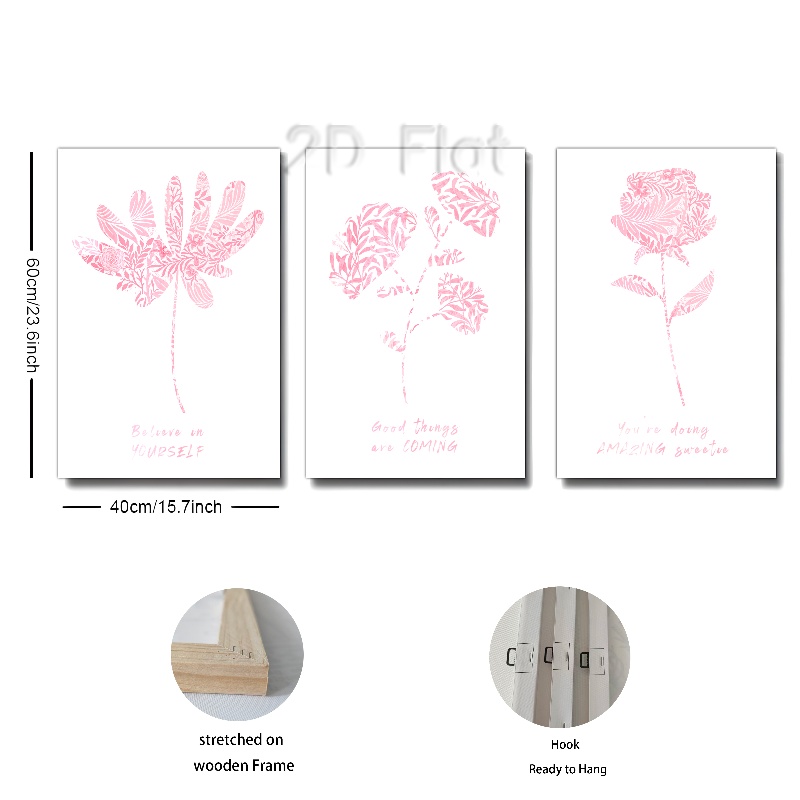 2D Flat
60cm/23.6inch
Believe in
YOURSELF
Good things
are COMING
You're doing
AMAZING sweetie
40cm/15.7inch
stretched on
wooden Frame
Hook
Ready to Hang